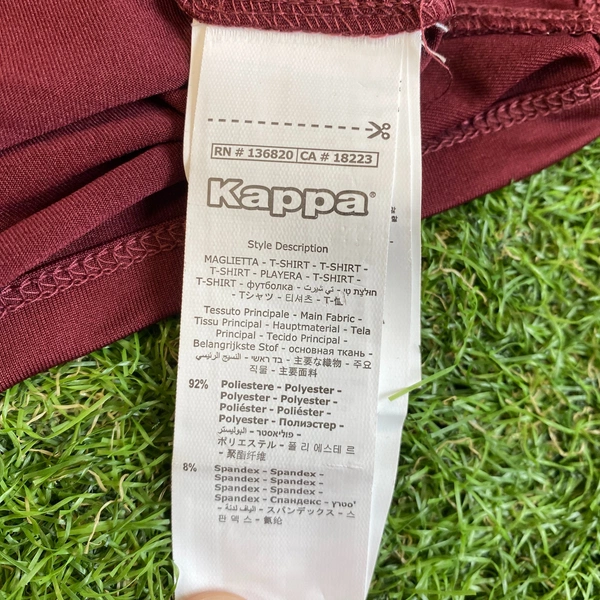 RN # 136820 CA # 18223
Kappa®
Style Description
MAGLIETTA - T-SHIRT - T-SHIRT -
T-SHIRT - PLAYERA - T-SHIRT -
T-SHIRT - футболка - تي شيرت - חולצת טי
- Tシャツ - 티셔츠 - T-恤
Tessuto Principale - Main Fabric -
Tissu Principal - Hauptmaterial - Tela
Principal - Tecido Principal -
Belangrijkste Stof - основная ткань -
النسيج الرئيسي - בד ראשי - 主要な織物 - 주요
직물 - 主要面料
92% Poliestere - Polyester -
Polyester - Polyester -
Poliéster - Poliéster -
Polyester - Полиэстер -
البوليستر - פוליאסטר -
ポリエステル - 폴리에스테르
- 聚酯纤维
8% Spandex - Spandex -
Spandex - Spandex -
Spandex - Spandex -
Spandex - Спандекс -
الياف لدنة - スパンデックス - 스
판덱스 - 氨纶